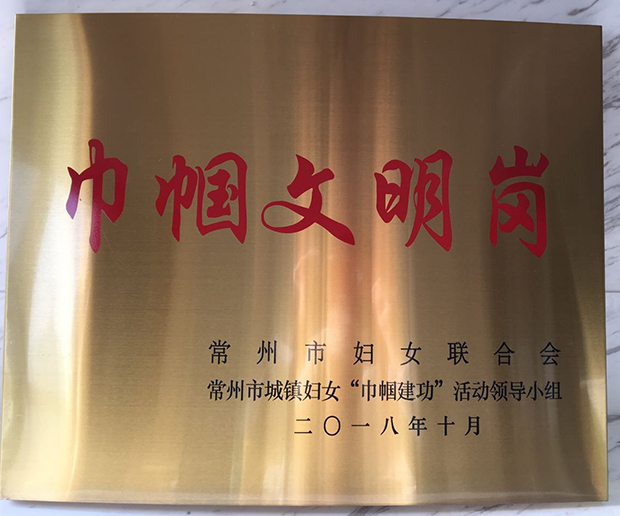 巾帼文明岗
常州市妇女联合会
常州市城镇妇女“巾帼建功”活动领导小组
二〇一八年十月